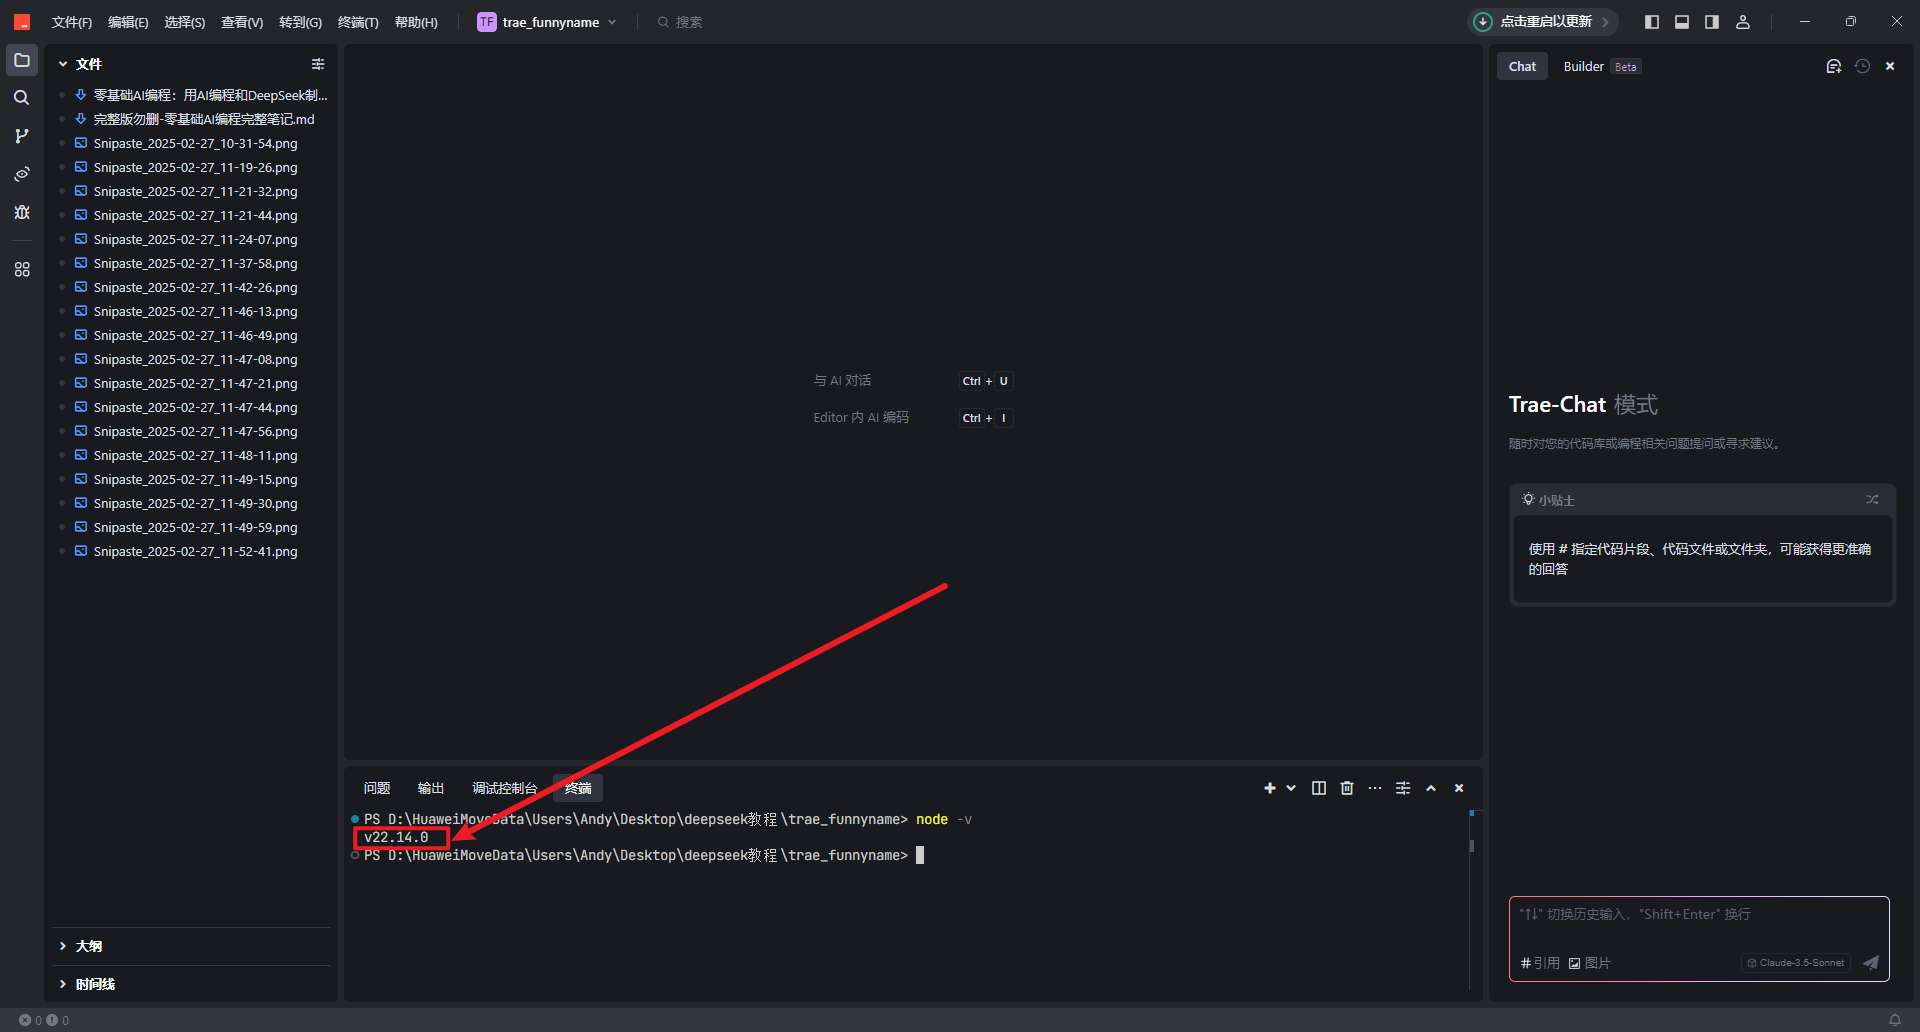 文件(F) 编辑(E) 选择(S) 查看(V) 转到(G) 终端(T) 帮助(H) TF trae_funnyname 搜索 点击重启以更新
文件
零基础AI编程：用AI编程和DeepSeek制...
完整版勿删-零基础AI编程完整笔记.md
Snipaste_2025-02-27_10-31-54.png
Snipaste_2025-02-27_11-19-26.png
Snipaste_2025-02-27_11-21-32.png
Snipaste_2025-02-27_11-21-44.png
Snipaste_2025-02-27_11-24-07.png
Snipaste_2025-02-27_11-37-58.png
Snipaste_2025-02-27_11-42-26.png
Snipaste_2025-02-27_11-46-13.png
Snipaste_2025-02-27_11-46-49.png
Snipaste_2025-02-27_11-47-08.png
Snipaste_2025-02-27_11-47-21.png
Snipaste_2025-02-27_11-47-44.png
Snipaste_2025-02-27_11-47-56.png
Snipaste_2025-02-27_11-48-11.png
Snipaste_2025-02-27_11-49-15.png
Snipaste_2025-02-27_11-49-30.png
Snipaste_2025-02-27_11-49-59.png
Snipaste_2025-02-27_11-52-41.png
大纲
时间线
与 AI 对话 Ctrl + U
Editor 内 AI 编码 Ctrl + I
问题 输出 调试控制台 终端
PS D:\HuaweiMoveData\Users\Andy\Desktop\deepseek教程\trae_funnyname> node -v
v22.14.0
PS D:\HuaweiMoveData\Users\Andy\Desktop\deepseek教程\trae_funnyname>
Chat Builder Beta
Trae-Chat 模式
随时对您的代码库或编程相关问题提问或寻求建议。
小贴士
使用 # 指定代码片段、代码文件或文件夹，可能获得更准确
的回答
"↑↓" 切换历史输入，"Shift+Enter" 换行
#引用 图片 Claude-3.5-Sonnet
0 0